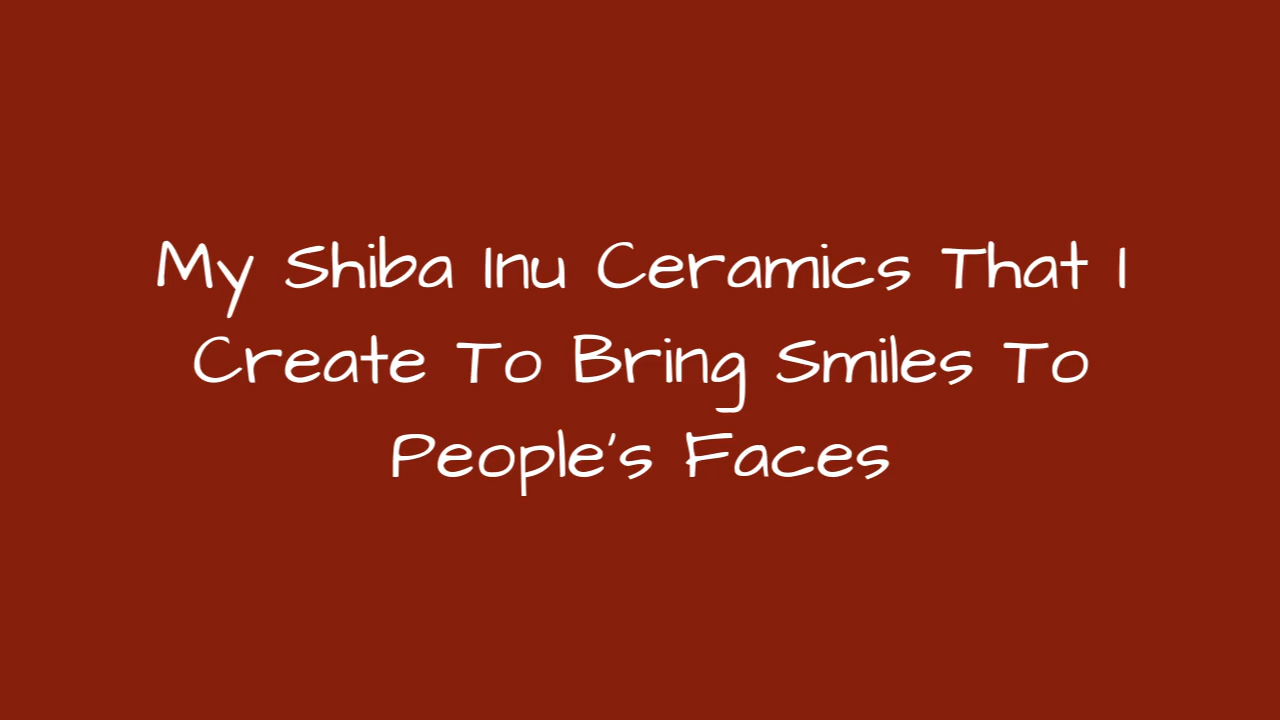 My Shiba Inu Ceramics That I
Create To Bring Smiles To
People's Faces